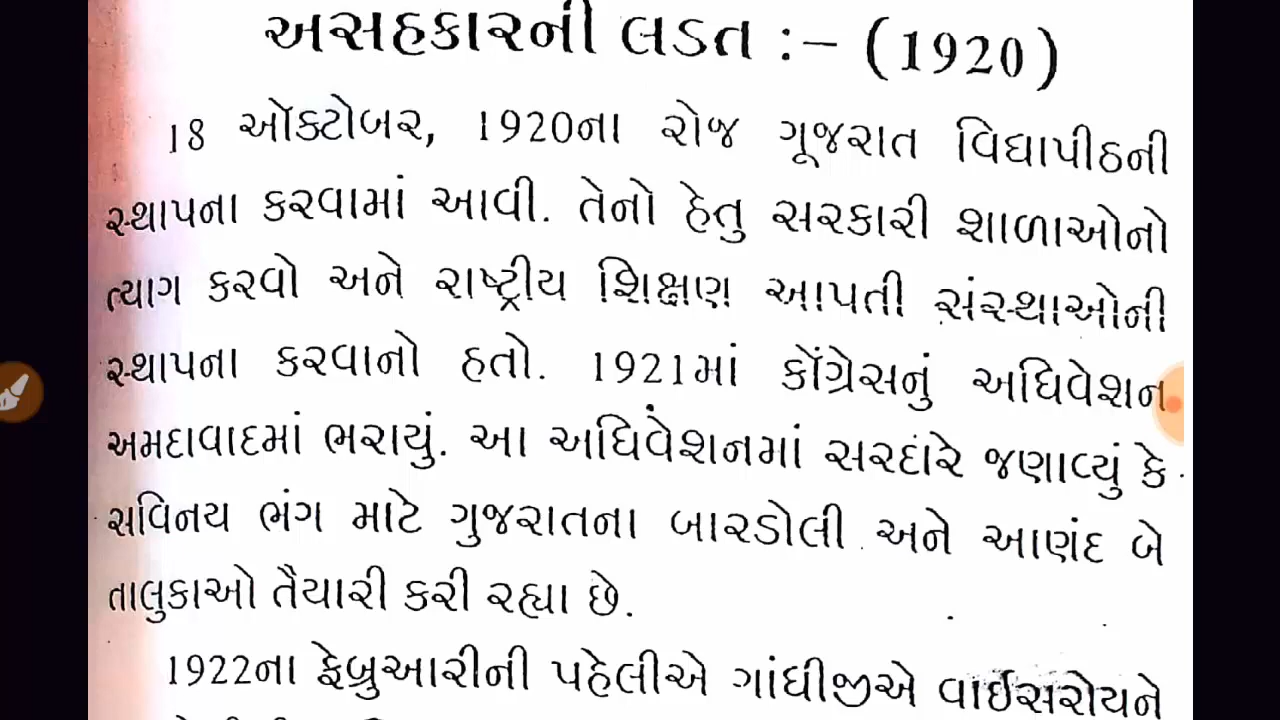 અસહકારની લડત :– (1920)
18 ઑક્ટોબર, 1920ના રોજ ગૂજરાત વિદ્યાપીઠની
સ્થાપના કરવામાં આવી. તેનો હેતુ સરકારી શાળાઓનો
ત્યાગ કરવો અને રાષ્ટ્રીય શિક્ષણ આપતી સંસ્થાઓની
સ્થાપના કરવાનો હતો. 1921માં કોંગ્રેસનું અધિવેશન
અમદાવાદમાં ભરાયું. આ અધિવેશનમાં સરદારે જણાવ્યું કે
સવિનય ભંગ માટે ગુજરાતના બારડોલી અને આણંદ બે
તાલુકાઓ તૈયારી કરી રહ્યા છે.
1922ના ફેબ્રુઆરીની પહેલીએ ગાંધીજીએ વાઈસરોયને